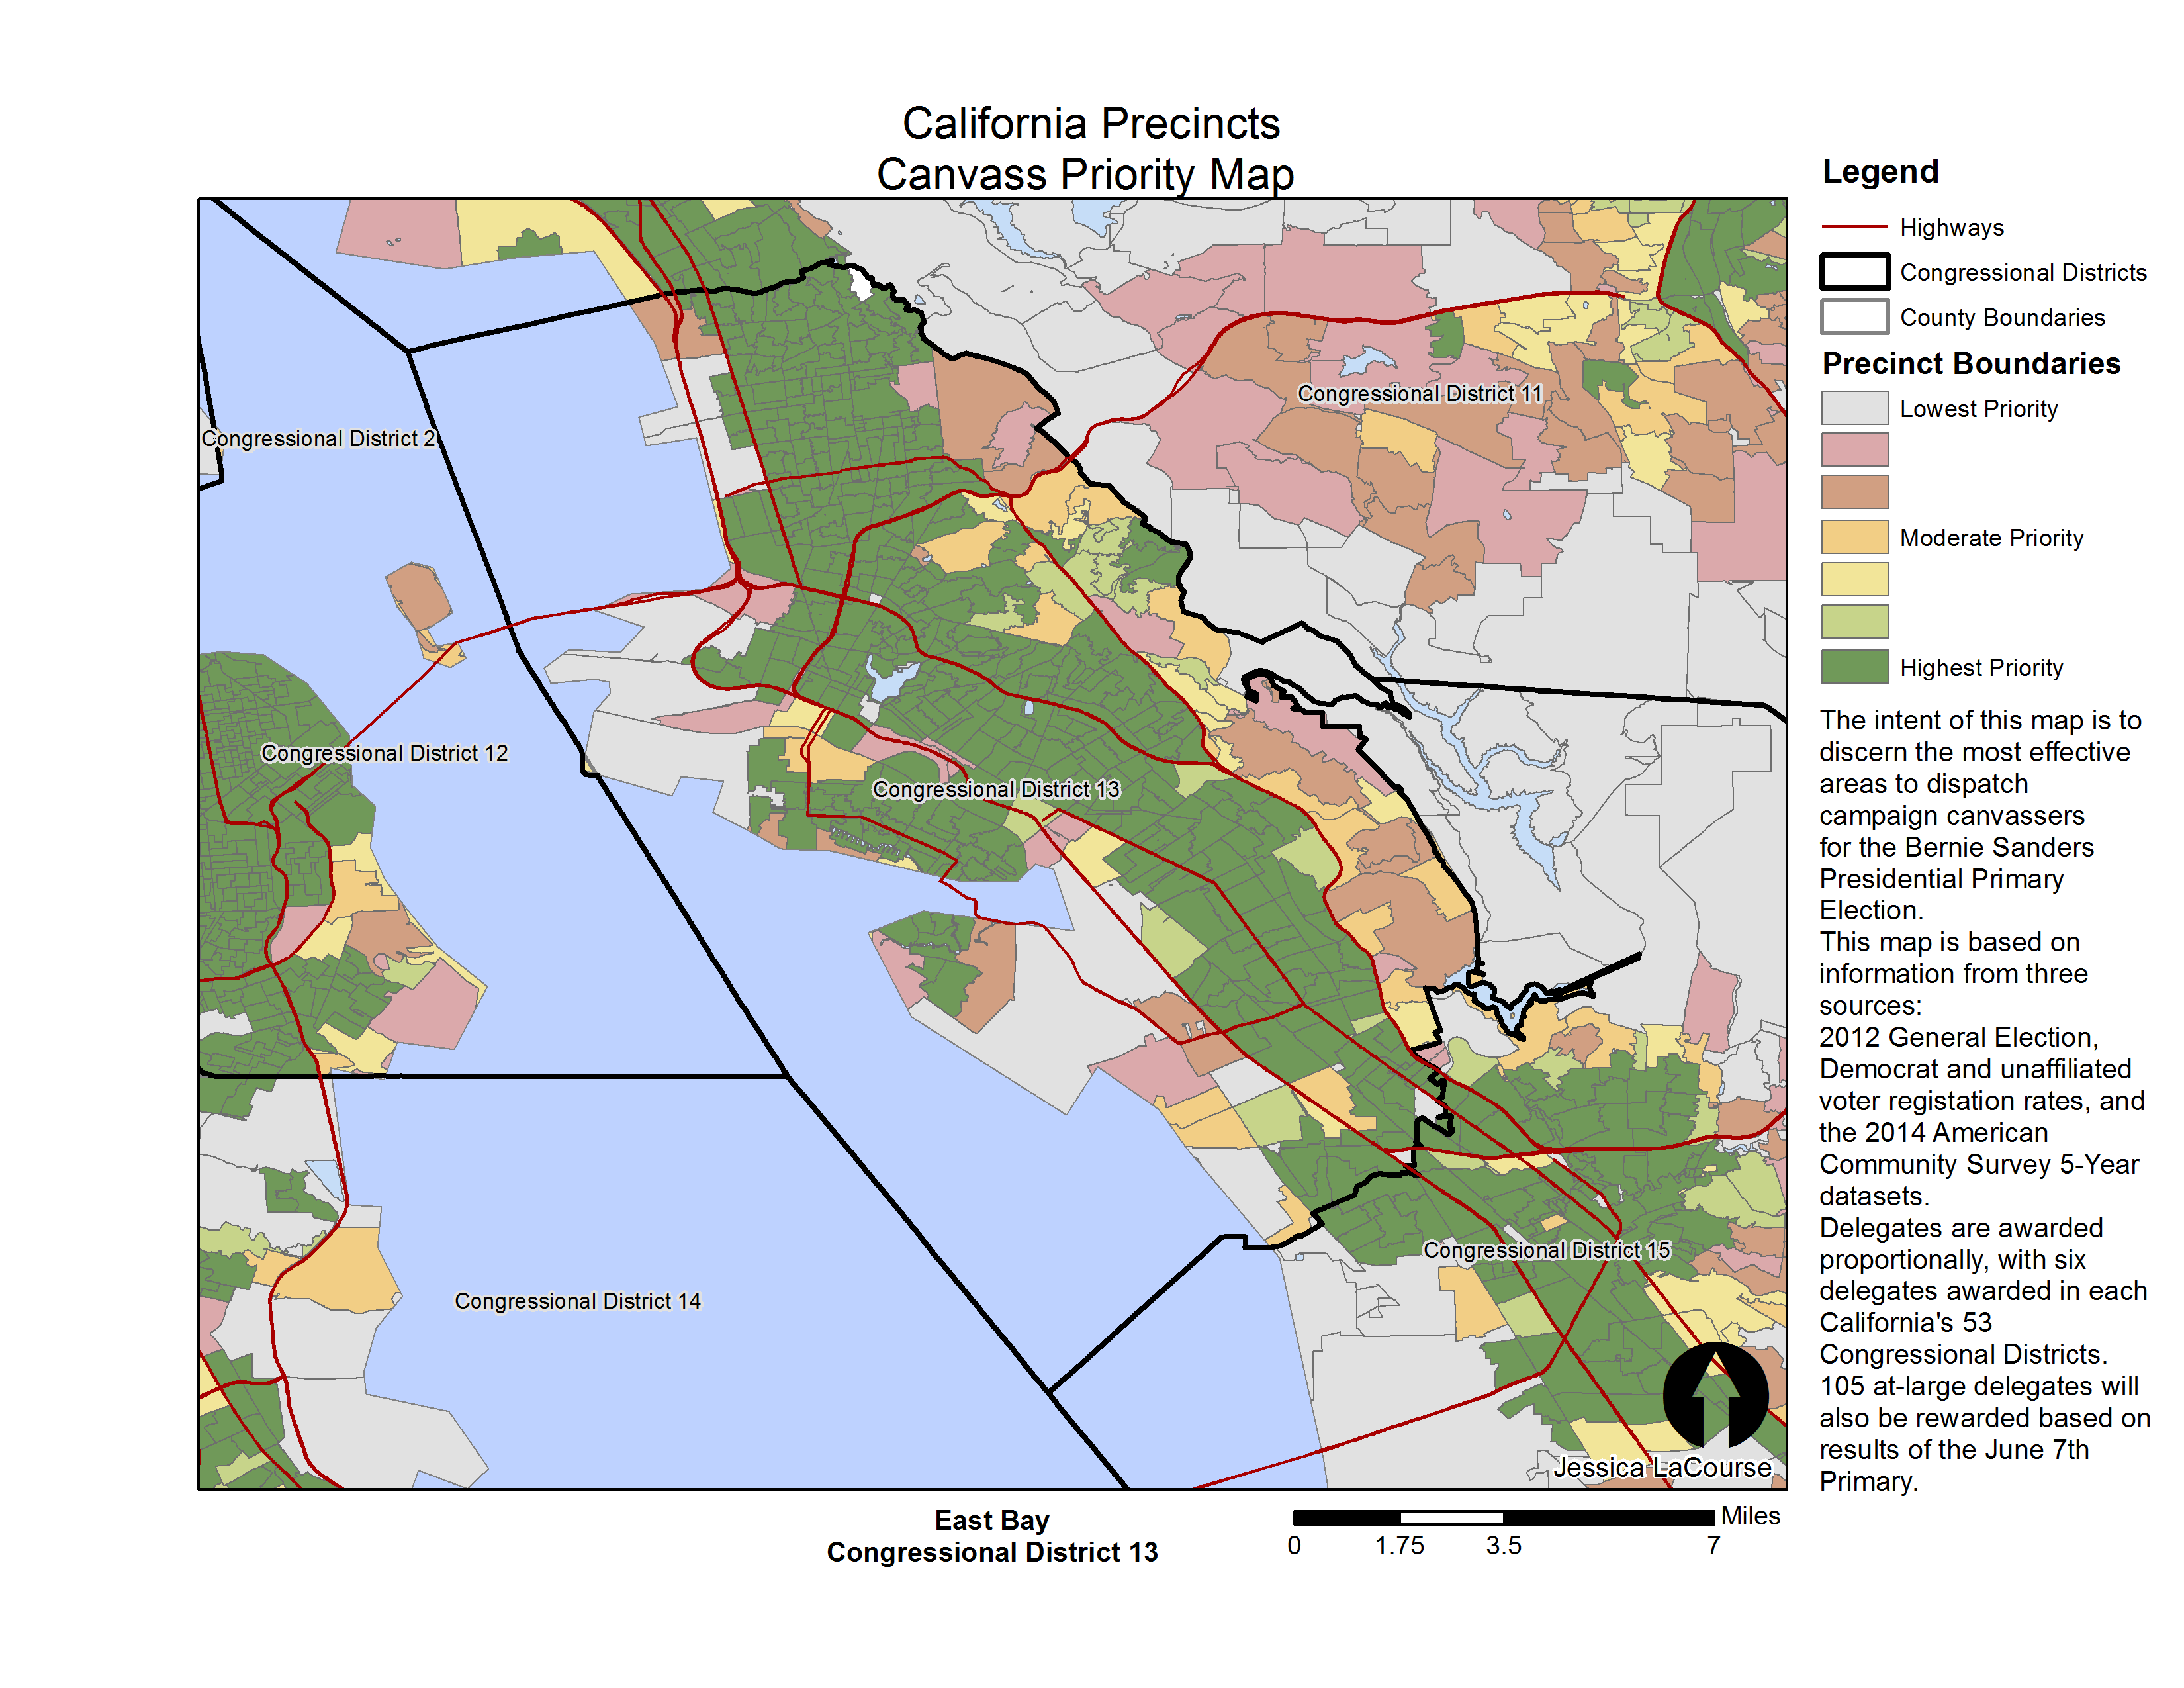 California Precincts
Canvass Priority Map
Legend
Highways
Congressional Districts
County Boundaries
Precinct Boundaries
Lowest Priority
Moderate Priority
Highest Priority
The intent of this map is to
discern the most effective
areas to dispatch
campaign canvassers
for the Bernie Sanders
Presidential Primary
Election.
This map is based on
information from three
sources:
2012 General Election,
Democrat and unaffiliated
voter registation rates, and
the 2014 American
Community Survey 5-Year
datasets.
Delegates are awarded
proportionally, with six
delegates awarded in each
California's 53
Congressional Districts.
105 at-large delegates will
also be rewarded based on
results of the June 7th
Primary.
Congressional District 11
Congressional District 2
Congressional District 12
Congressional District 13
Congressional District 15
Congressional District 14
Jessica LaCourse
East Bay
Congressional District 13
Miles
0 1.75 3.5 7